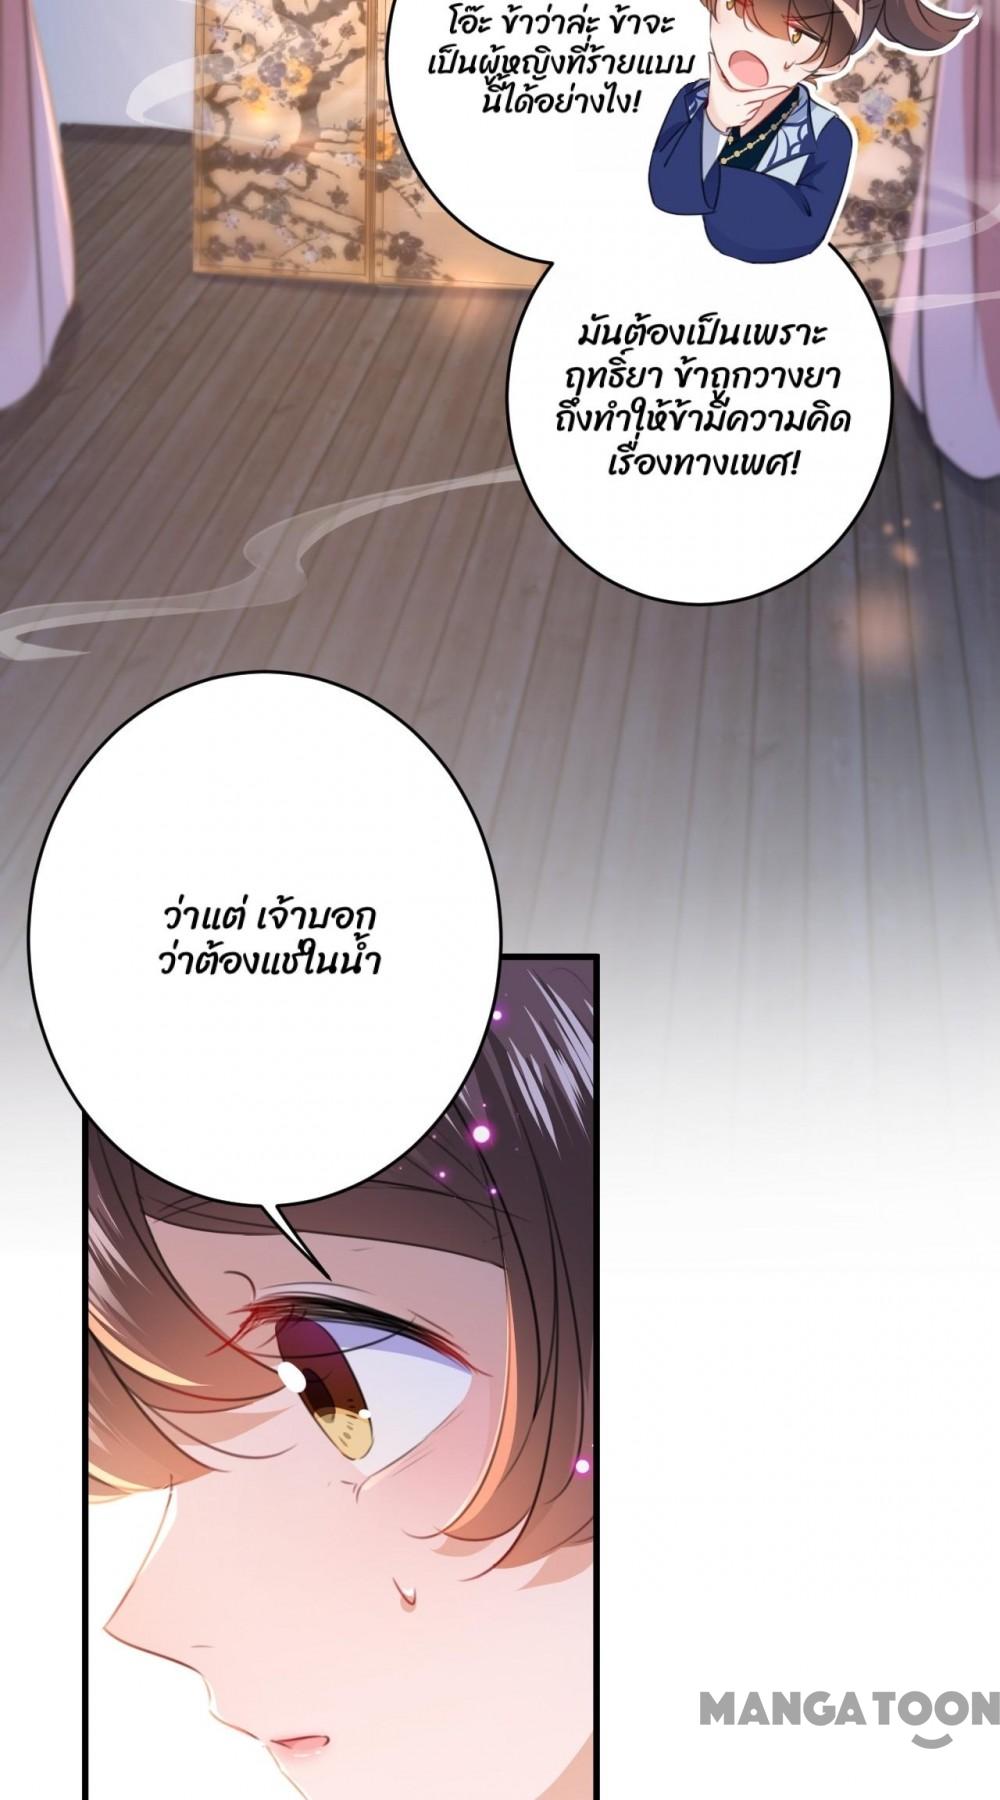 โอ๊ะ ข้าว่าล่ะ ข้าจะ
เป็นผู้หญิงที่ร้ายแบบ
นี้ได้อย่างไง!
มันต้องเป็นเพราะ
ฤทธิ์ยา ข้าถูกวางยา
ถึงทำให้ข้ามีความคิด
เรื่องทางเพศ!
ว่าแต่ เจ้าบอก
ว่าต้องแช่ในน้ำ
MANGATOON